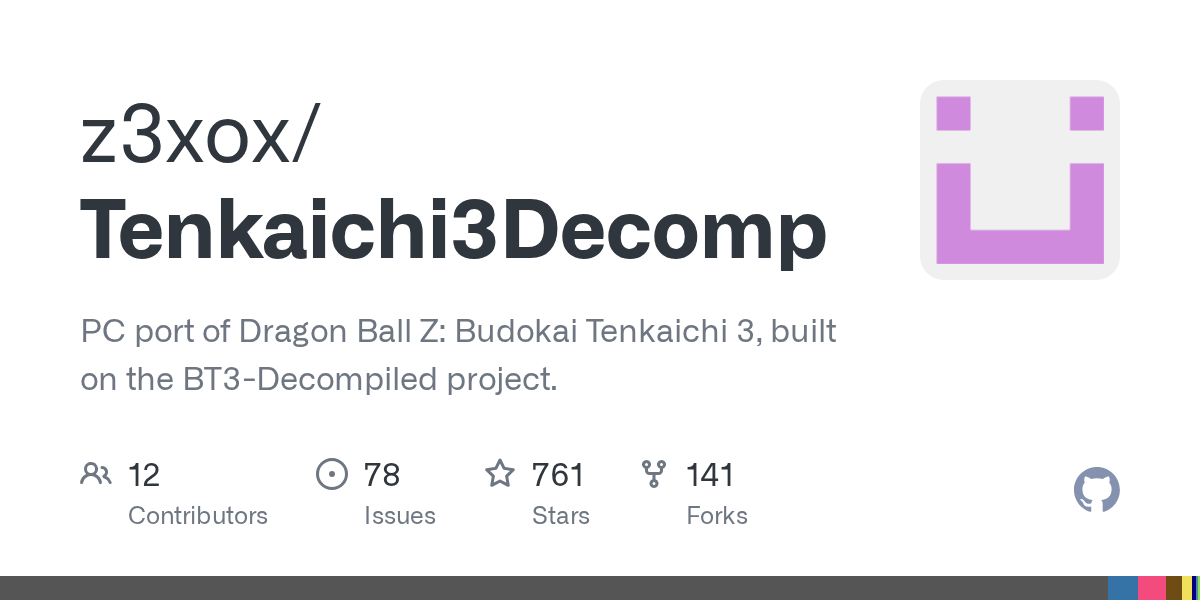 z3xox/
Tenkaichi3Decomp
PC port of Dragon Ball Z: Budokai Tenkaichi 3, built
on the BT3-Decompiled project.
12 78 761 141
Contributors Issues Stars Forks